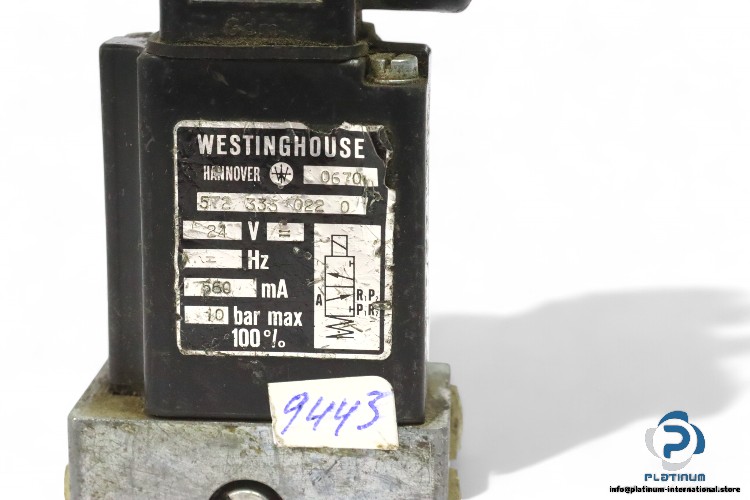 WESTINGHOUSE
HANNOVER W 0670
572 335 022 0
24 V =
= Hz
560 mA
10 bar max
100%
A R P
P R
9443
PLATINUM
info@platinum-international.store